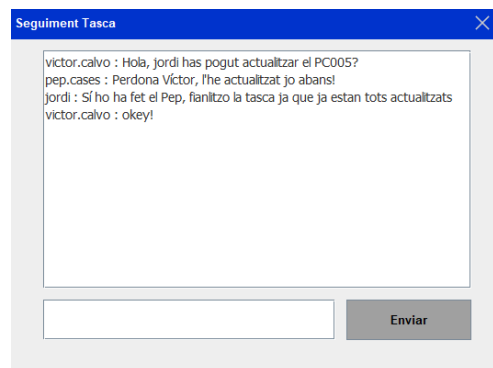 Seguiment Tasca
victor.calvo : Hola, jordi has pogut actualitzar el PC005?
pep.cases : Perdona Víctor, l'he actualitzat jo abans!
jordi : Sí ho ha fet el Pep, fianlitzo la tasca ja que ja estan tots actualitzats
victor.calvo : okey!
Enviar